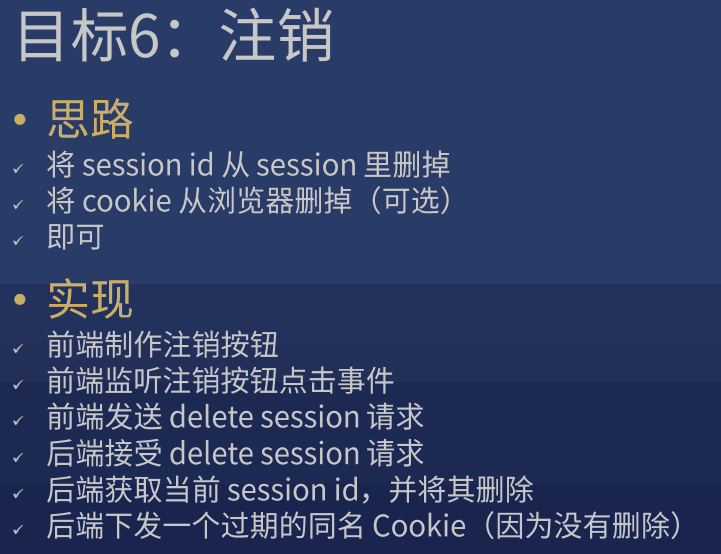 目标6：注销
• 思路
✓ 将 session id 从 session 里删掉
✓ 将 cookie 从浏览器删掉（可选）
✓ 即可
• 实现
✓ 前端制作注销按钮
✓ 前端监听注销按钮点击事件
✓ 前端发送 delete session 请求
✓ 后端接受 delete session 请求
✓ 后端获取当前 session id，并将其删除
✓ 后端下发一个过期的同名 Cookie（因为没有删除）